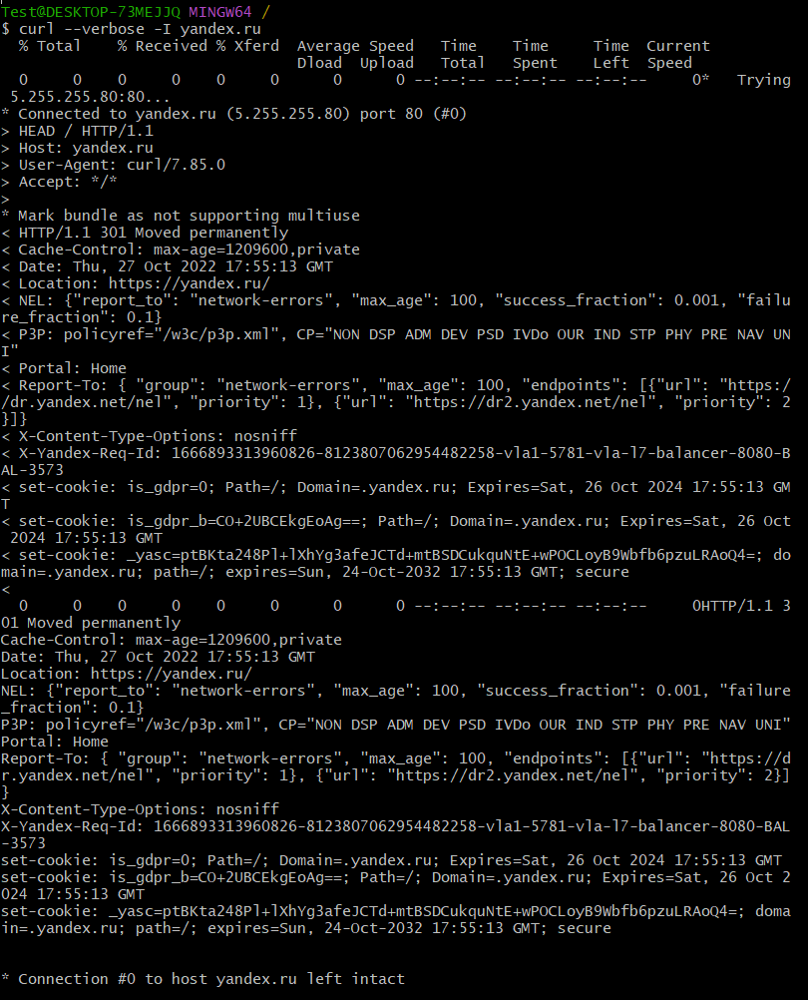 Test@DESKTOP-73MEJJQ MINGW64 /
$ curl --verbose -I yandex.ru
  % Total    % Received % Xferd  Average Speed   Time    Time     Time  Current
                                 Dload  Upload   Total   Spent    Left  Speed
  0     0    0     0    0     0      0      0 --:--:-- --:--:-- --:--:--     0*   Trying
 5.255.255.80:80...
* Connected to yandex.ru (5.255.255.80) port 80 (#0)
> HEAD / HTTP/1.1
> Host: yandex.ru
> User-Agent: curl/7.85.0
> Accept: */*
>
* Mark bundle as not supporting multiuse
< HTTP/1.1 301 Moved permanently
< Cache-Control: max-age=1209600,private
< Date: Thu, 27 Oct 2022 17:55:13 GMT
< Location: https://yandex.ru/
< NEL: {"report_to": "network-errors", "max_age": 100, "success_fraction": 0.001, "failu
re_fraction": 0.1}
< P3P: policyref="/w3c/p3p.xml", CP="NON DSP ADM DEV PSD IVDo OUR IND STP PHY PRE NAV UN
I"
< Portal: Home
< Report-To: { "group": "network-errors", "max_age": 100, "endpoints": [{"url": "https:/
/dr.yandex.net/nel", "priority": 1}, {"url": "https://dr2.yandex.net/nel", "priority": 2
}]}
< X-Content-Type-Options: nosniff
< X-Yandex-Req-Id: 1666893313960826-8123807062954482258-vla1-5781-vla-l7-balancer-8080-B
AL-3573
< set-cookie: is_gdpr=0; Path=/; Domain=.yandex.ru; Expires=Sat, 26 Oct 2024 17:55:13 GM
T
< set-cookie: is_gdpr_b=CO+2UBCEkgEoAg==; Path=/; Domain=.yandex.ru; Expires=Sat, 26 Oct
 2024 17:55:13 GMT
< set-cookie: _yasc=ptBKta248Pl+lXhYg3afeJCTd+mtBSDCukquNtE+wPOCLoyB9Wbfb6pzuLRAoQ4=; do
main=.yandex.ru; path=/; expires=Sun, 24-Oct-2032 17:55:13 GMT; secure
<
  0     0    0     0    0     0      0      0 --:--:-- --:--:-- --:--:--     0HTTP/1.1 3
01 Moved permanently
Cache-Control: max-age=1209600,private
Date: Thu, 27 Oct 2022 17:55:13 GMT
Location: https://yandex.ru/
NEL: {"report_to": "network-errors", "max_age": 100, "success_fraction": 0.001, "failure
_fraction": 0.1}
P3P: policyref="/w3c/p3p.xml", CP="NON DSP ADM DEV PSD IVDo OUR IND STP PHY PRE NAV UNI"
Portal: Home
Report-To: { "group": "network-errors", "max_age": 100, "endpoints": [{"url": "https://d
r.yandex.net/nel", "priority": 1}, {"url": "https://dr2.yandex.net/nel", "priority": 2}]
}
X-Content-Type-Options: nosniff
X-Yandex-Req-Id: 1666893313960826-8123807062954482258-vla1-5781-vla-l7-balancer-8080-BAL
-3573
set-cookie: is_gdpr=0; Path=/; Domain=.yandex.ru; Expires=Sat, 26 Oct 2024 17:55:13 GMT
set-cookie: is_gdpr_b=CO+2UBCEkgEoAg==; Path=/; Domain=.yandex.ru; Expires=Sat, 26 Oct 2
024 17:55:13 GMT
set-cookie: _yasc=ptBKta248Pl+lXhYg3afeJCTd+mtBSDCukquNtE+wPOCLoyB9Wbfb6pzuLRAoQ4=; doma
in=.yandex.ru; path=/; expires=Sun, 24-Oct-2032 17:55:13 GMT; secure
* Connection #0 to host yandex.ru left intact